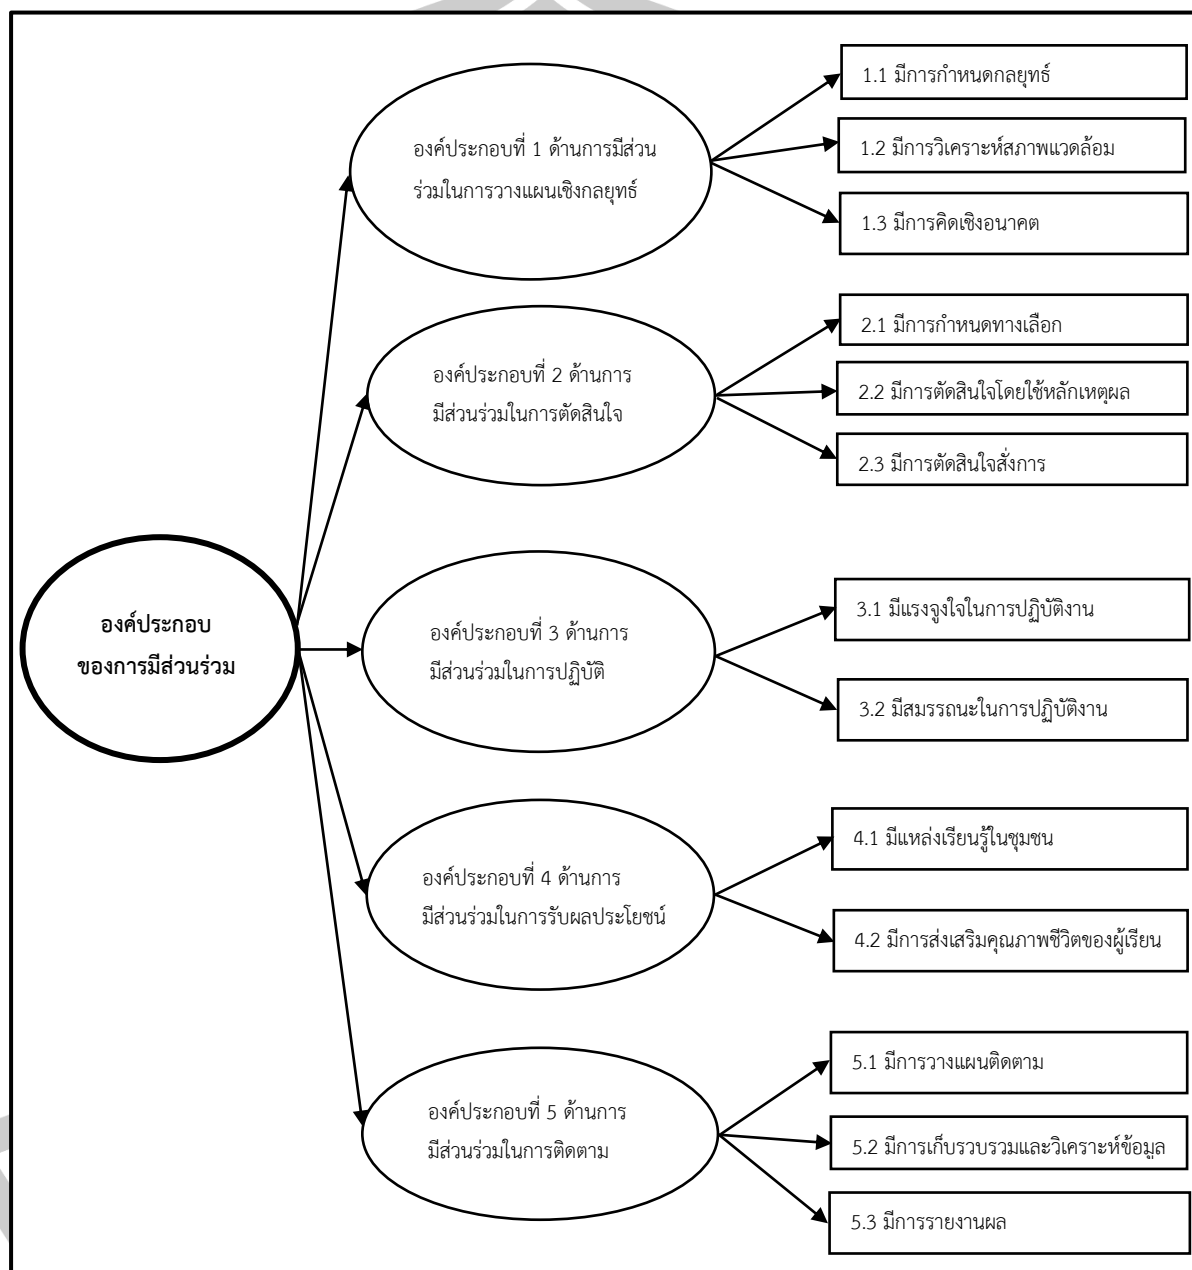 องค์ประกอบ
ของการมีส่วนร่วม
องค์ประกอบที่ 1 ด้านการมีส่วน
ร่วมในการวางแผนเชิงกลยุทธ์
1.1 มีการกำหนดกลยุทธ์
1.2 มีการวิเคราะห์สภาพแวดล้อม
1.3 มีการคิดเชิงอนาคต
องค์ประกอบที่ 2 ด้านการ
มีส่วนร่วมในการตัดสินใจ
2.1 มีการกำหนดทางเลือก
2.2 มีการตัดสินใจโดยใช้หลักเหตุผล
2.3 มีการตัดสินใจสั่งการ
องค์ประกอบที่ 3 ด้านการ
มีส่วนร่วมในการปฏิบัติ
3.1 มีแรงจูงใจในการปฏิบัติงาน
3.2 มีสมรรถนะในการปฏิบัติงาน
องค์ประกอบที่ 4 ด้านการ
มีส่วนร่วมในการรับผลประโยชน์
4.1 มีแหล่งเรียนรู้ในชุมชน
4.2 มีการส่งเสริมคุณภาพชีวิตของผู้เรียน
องค์ประกอบที่ 5 ด้านการ
มีส่วนร่วมในการติดตาม
5.1 มีการวางแผนติดตาม
5.2 มีการเก็บรวบรวมและวิเคราะห์ข้อมูล
5.3 มีการรายงานผล